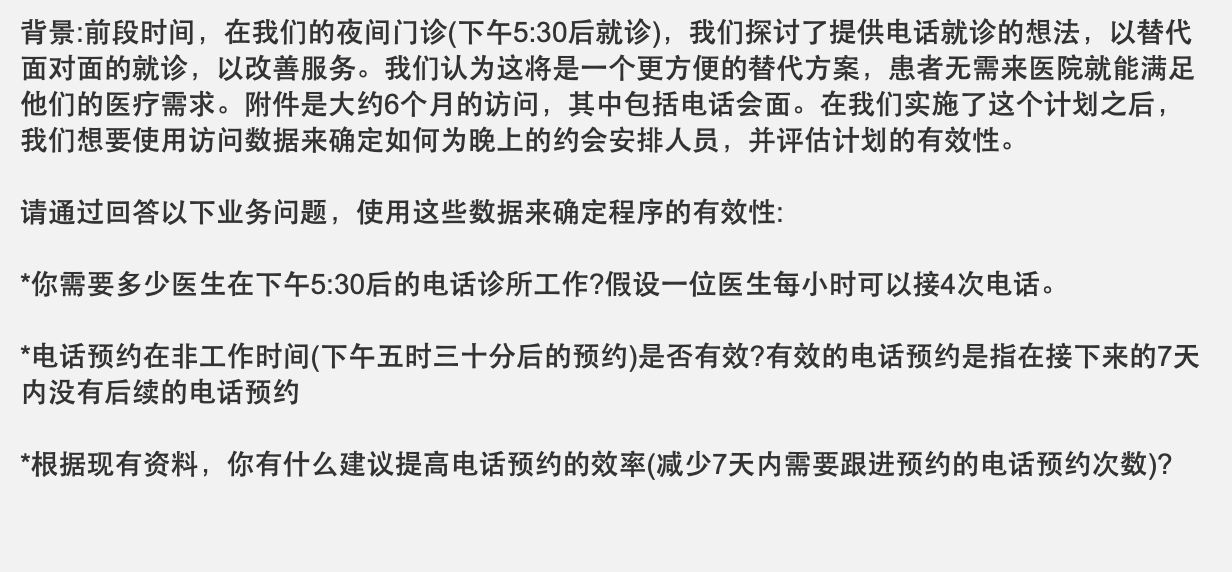 背景:前段时间，在我们的夜间门诊(下午5:30后就诊)，我们探讨了提供电话就诊的想法，以替代
面对面的就诊，以改善服务。我们认为这将是一个更方便的替代方案，患者无需来医院就能满足
他们的医疗需求。附件是大约6个月的访问，其中包括电话会面。在我们实施了这个计划之后，
我们想要使用访问数据来确定如何为晚上的约会安排人员，并评估计划的有效性。
请通过回答以下业务问题，使用这些数据来确定程序的有效性:
*你需要多少医生在下午5:30后的电话诊所工作?假设一位医生每小时可以接4次电话。
*电话预约在非工作时间(下午五时三十分后的预约)是否有效?有效的电话预约是指在接下来的7天
内没有后续的电话预约
*根据现有资料，你有什么建议提高电话预约的效率(减少7天内需要跟进预约的电话预约次数)?